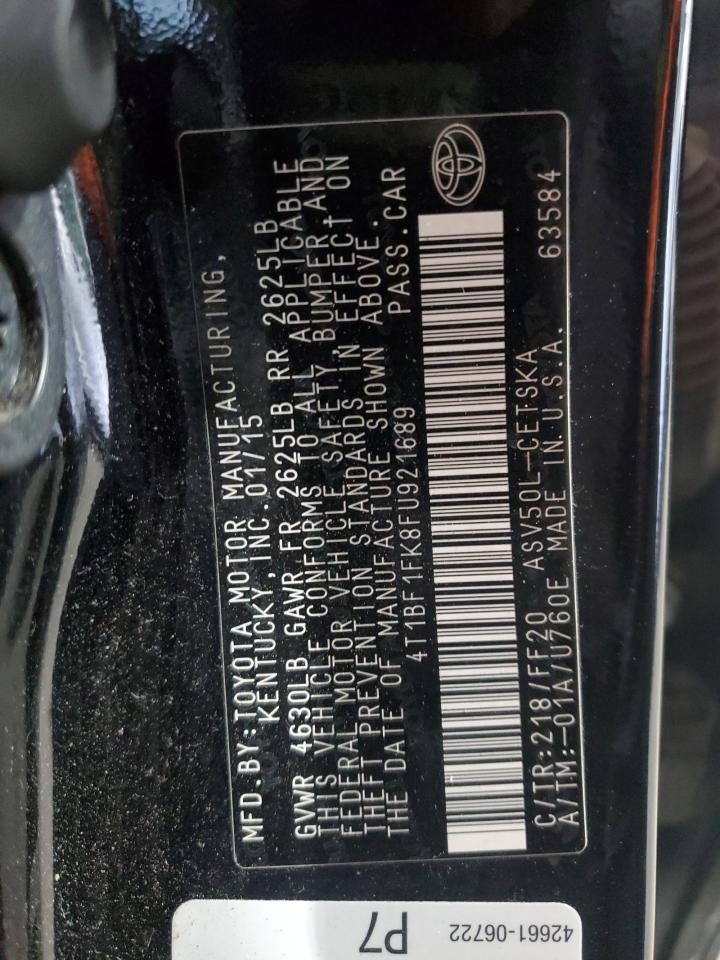 MFD.BY:TOYOTA MOTOR MANUFACTURING,
KENTUCKY,INC.01/15
GVWR 4630LB GAWR FR 2625LB RR 2625LB
THIS VEHICLE CONFORMS TO ALL APPLICABLE
FEDERAL MOTOR VEHICLE SAFETY, BUMPER AND
THEFT PREVENTION STANDARDS IN EFFECT ON
THE DATE OF MANUFACTURE SHOWN ABOVE.
4T1BF1FK8FU921689 PASS.CAR
C/TR:218/FF20 ASV50L-CETSKA
A/TM:-01A/U760E MADE IN U.S.A. 63584
42661-06722
P7